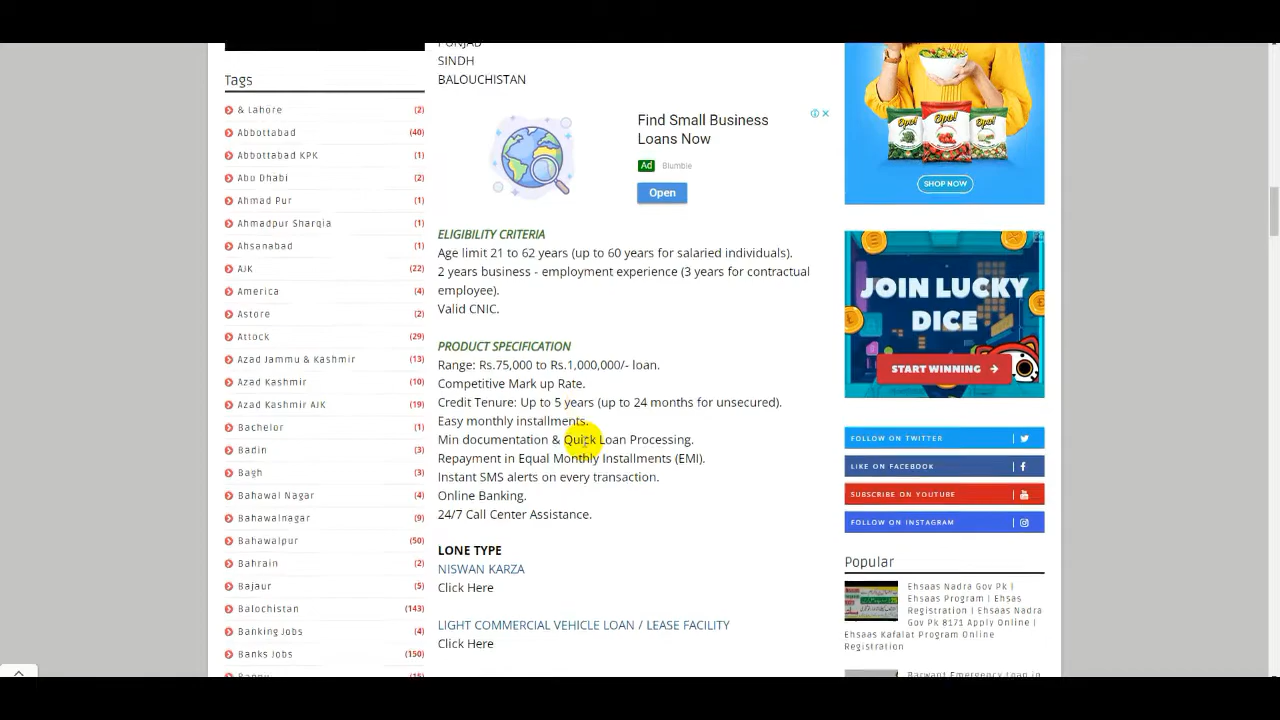 Tags
& Lahore (2)
Abbottabad (40)
Abbottabad KPK (1)
Abu Dhabi (2)
Ahmad Pur (1)
Ahmadpur Sharqia (1)
Ahsanabad (1)
AJK (22)
America (4)
Astore (2)
Attock (29)
Azad Jammu & Kashmir (13)
Azad Kashmir (10)
Azad Kashmir AJK (19)
Bachelor (1)
Badin (3)
Bagh (3)
Bahawal Nagar (4)
Bahawalnagar (9)
Bahawalpur (50)
Bahrain (2)
Bajaur (5)
Balochistan (143)
Banking Jobs (4)
Banks Jobs (150)
PUNJAB
SINDH
BALOUCHISTAN
Find Small Business
Loans Now
Ad Blumble
Open
ELIGIBILITY CRITERIA
Age limit 21 to 62 years (up to 60 years for salaried individuals).
2 years business - employment experience (3 years for contractual
employee).
Valid CNIC.
PRODUCT SPECIFICATION
Range: Rs.75,000 to Rs.1,000,000/- loan.
Competitive Mark up Rate.
Credit Tenure: Up to 5 years (up to 24 months for unsecured).
Easy monthly installments.
Min documentation & Quick Loan Processing.
Repayment in Equal Monthly Installments (EMI).
Instant SMS alerts on every transaction.
Online Banking.
24/7 Call Center Assistance.
LONE TYPE
NISWAN KARZA
Click Here
LIGHT COMMERCIAL VEHICLE LOAN / LEASE FACILITY
Click Here
Opo! Opo! Opo!
SHOP NOW
JOIN LUCKY
DICE
START WINNING
FOLLOW ON TWITTER
LIKE ON FACEBOOK
SUBSCRIBE ON YOUTUBE
FOLLOW ON INSTAGRAM
Popular
Ehsaas Nadra Gov Pk |
Ehsaas Program | Ehsas
Registration | Ehsaas Nadra
Gov Pk 8171 Apply Online |
Ehsaas Kafalat Program Online
Registration
Barwaqt Emergency Loan in